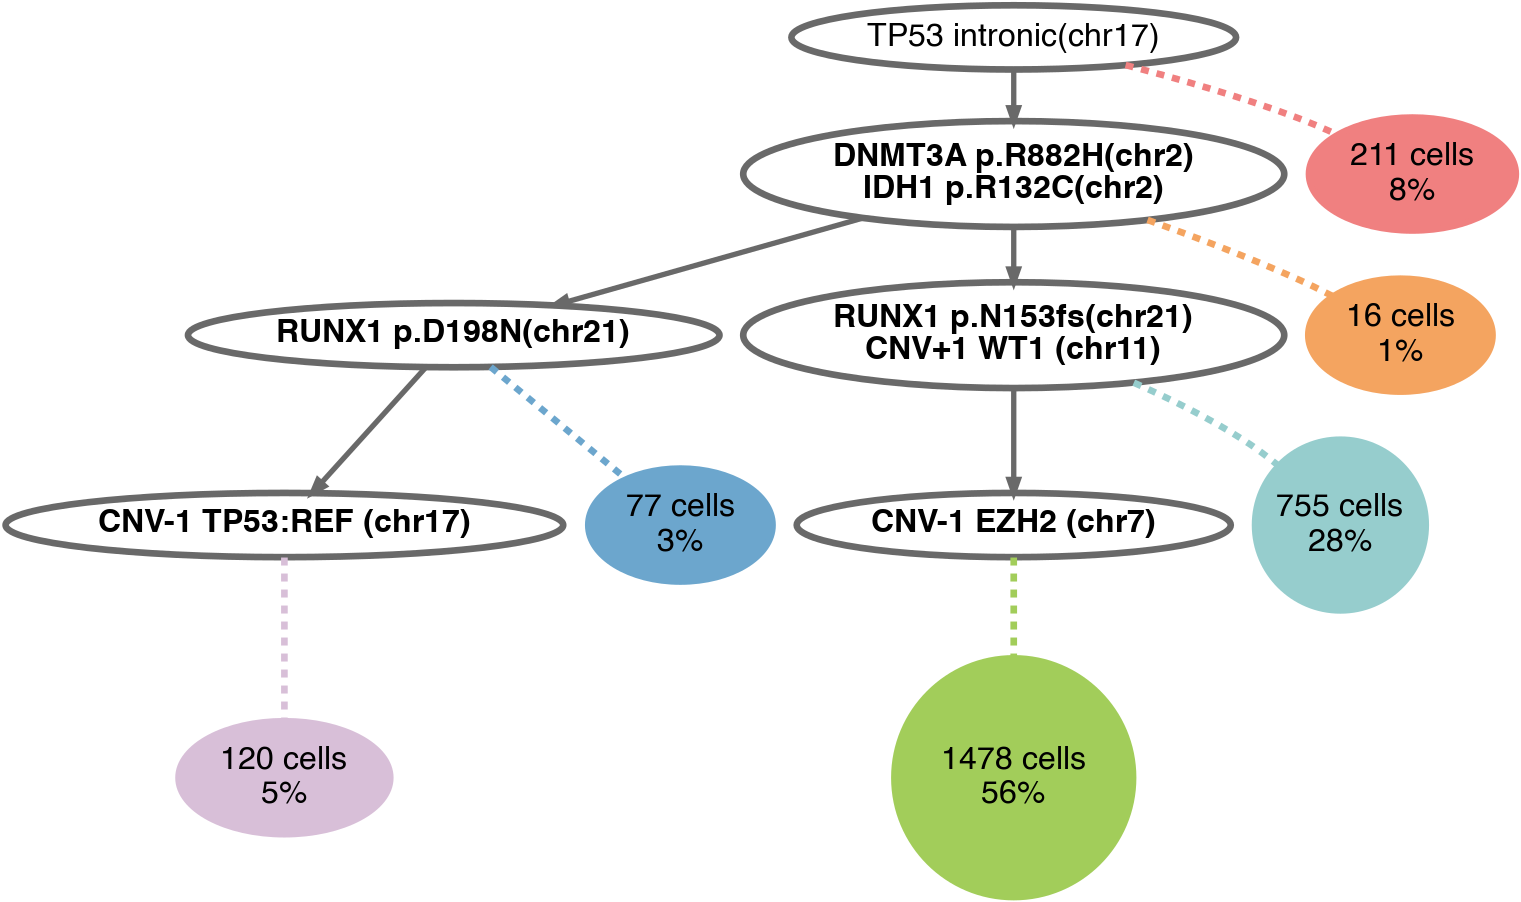 TP53 intronic(chr17)
211 cells
8%
DNMT3A p.R882H(chr2)
IDH1 p.R132C(chr2)
16 cells
1%
RUNX1 p.D198N(chr21)
RUNX1 p.N153fs(chr21)
CNV+1 WT1 (chr11)
77 cells
3%
755 cells
28%
CNV-1 TP53:REF (chr17)
CNV-1 EZH2 (chr7)
120 cells
5%
1478 cells
56%